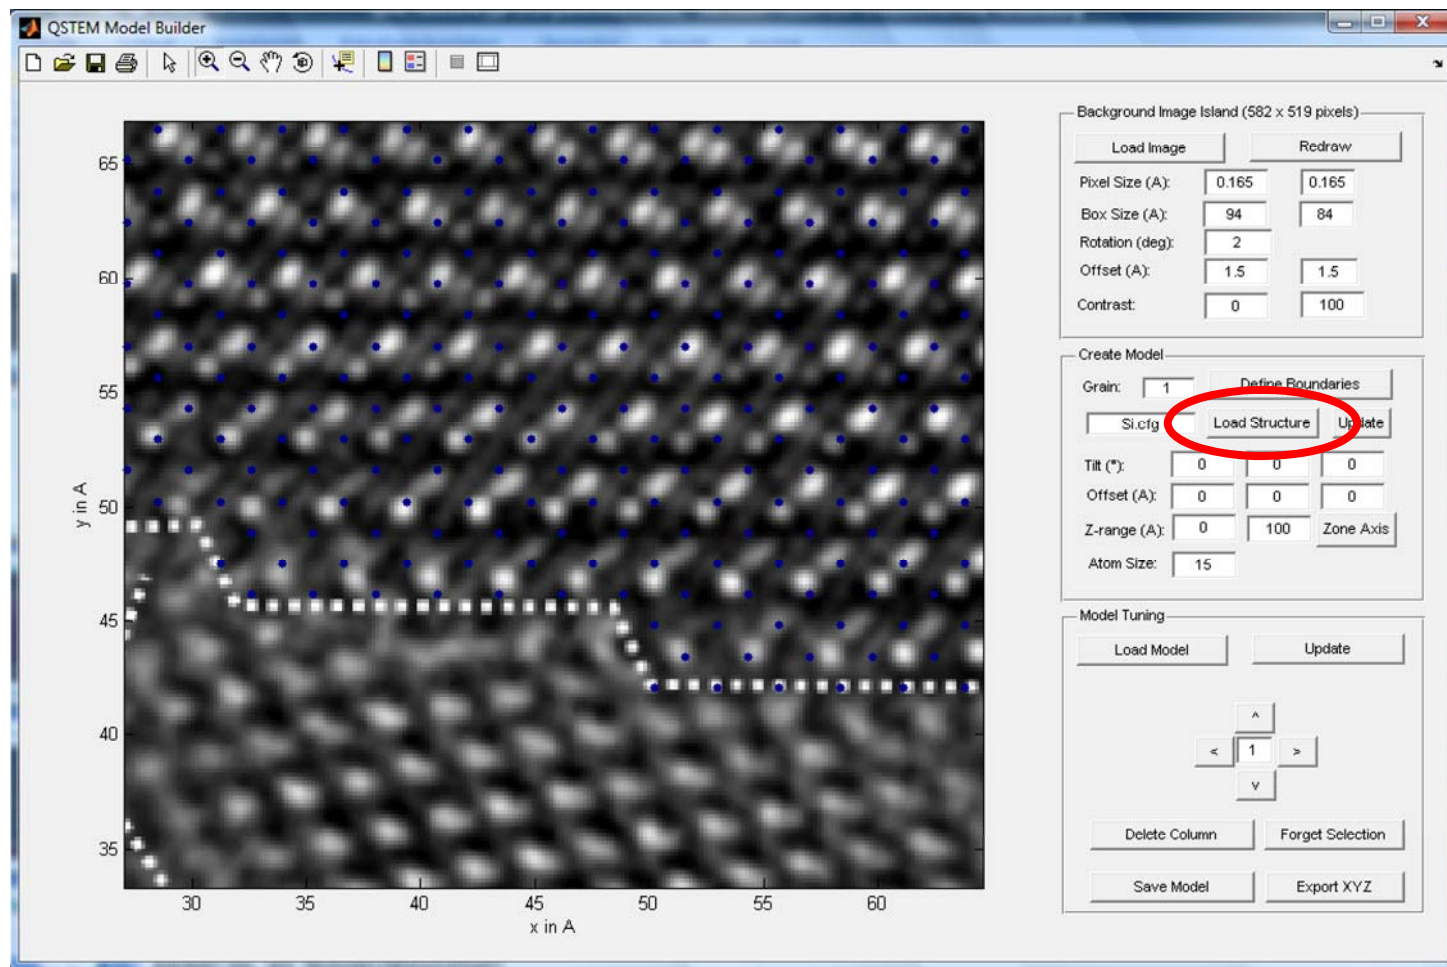 QSTEM Model Builder
Background Image Island (582 x 519 pixels)
Load Image Redraw
Pixel Size (A): 0.165 0.165
Box Size (A): 94 84
Rotation (deg): 2
Offset (A): 1.5 1.5
Contrast: 0 100
Create Model
Grain: 1 Define Boundaries
Si.cfg Load Structure Update
Tilt (°): 0 0 0
Offset (A): 0 0 0
Z-range (A): 0 100 Zone Axis
Atom Size: 15
Model Tuning
Load Model Update
^
< 1 >
v
Delete Column Forget Selection
Save Model Export XYZ
65
60
55
50
45
40
35
y in A
30 35 40 45 50 55 60
x in A